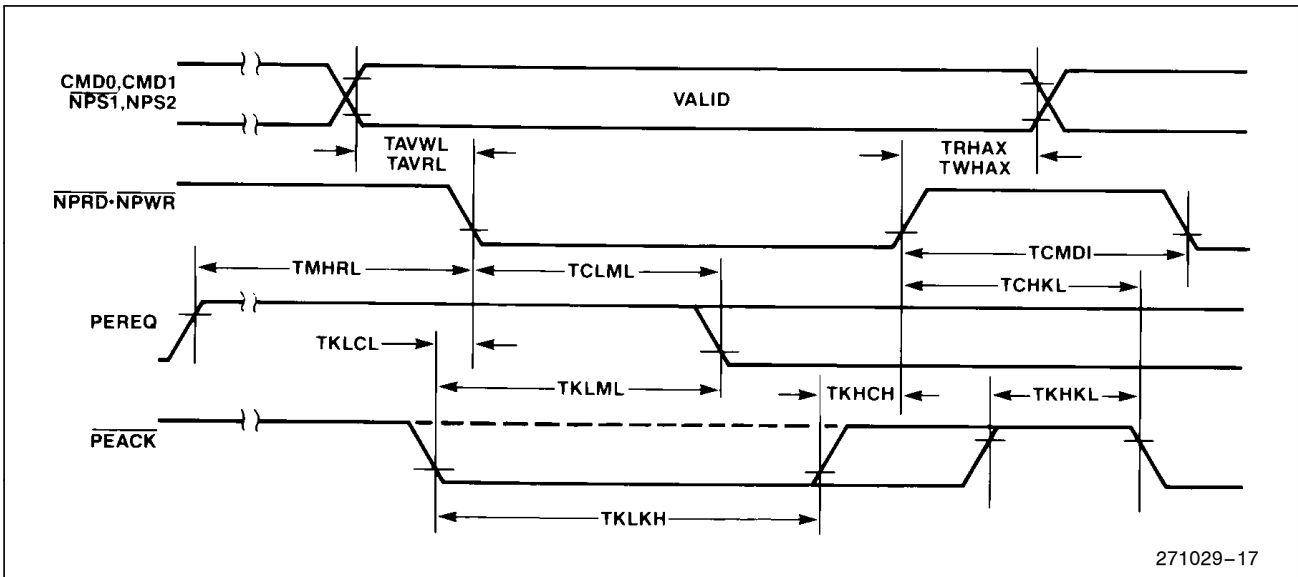 CMD0,CMD1
NPS1,NPS2
VALID
TAVWL
TAVRL
TRHAX
TWHAX
NPRD•NPWR
TCMDI
TMHRL
TCLML
TCHKL
PEREQ
TKLCL
TKLML
TKHCH
TKHKL
PEACK
TKLKH
271029–17